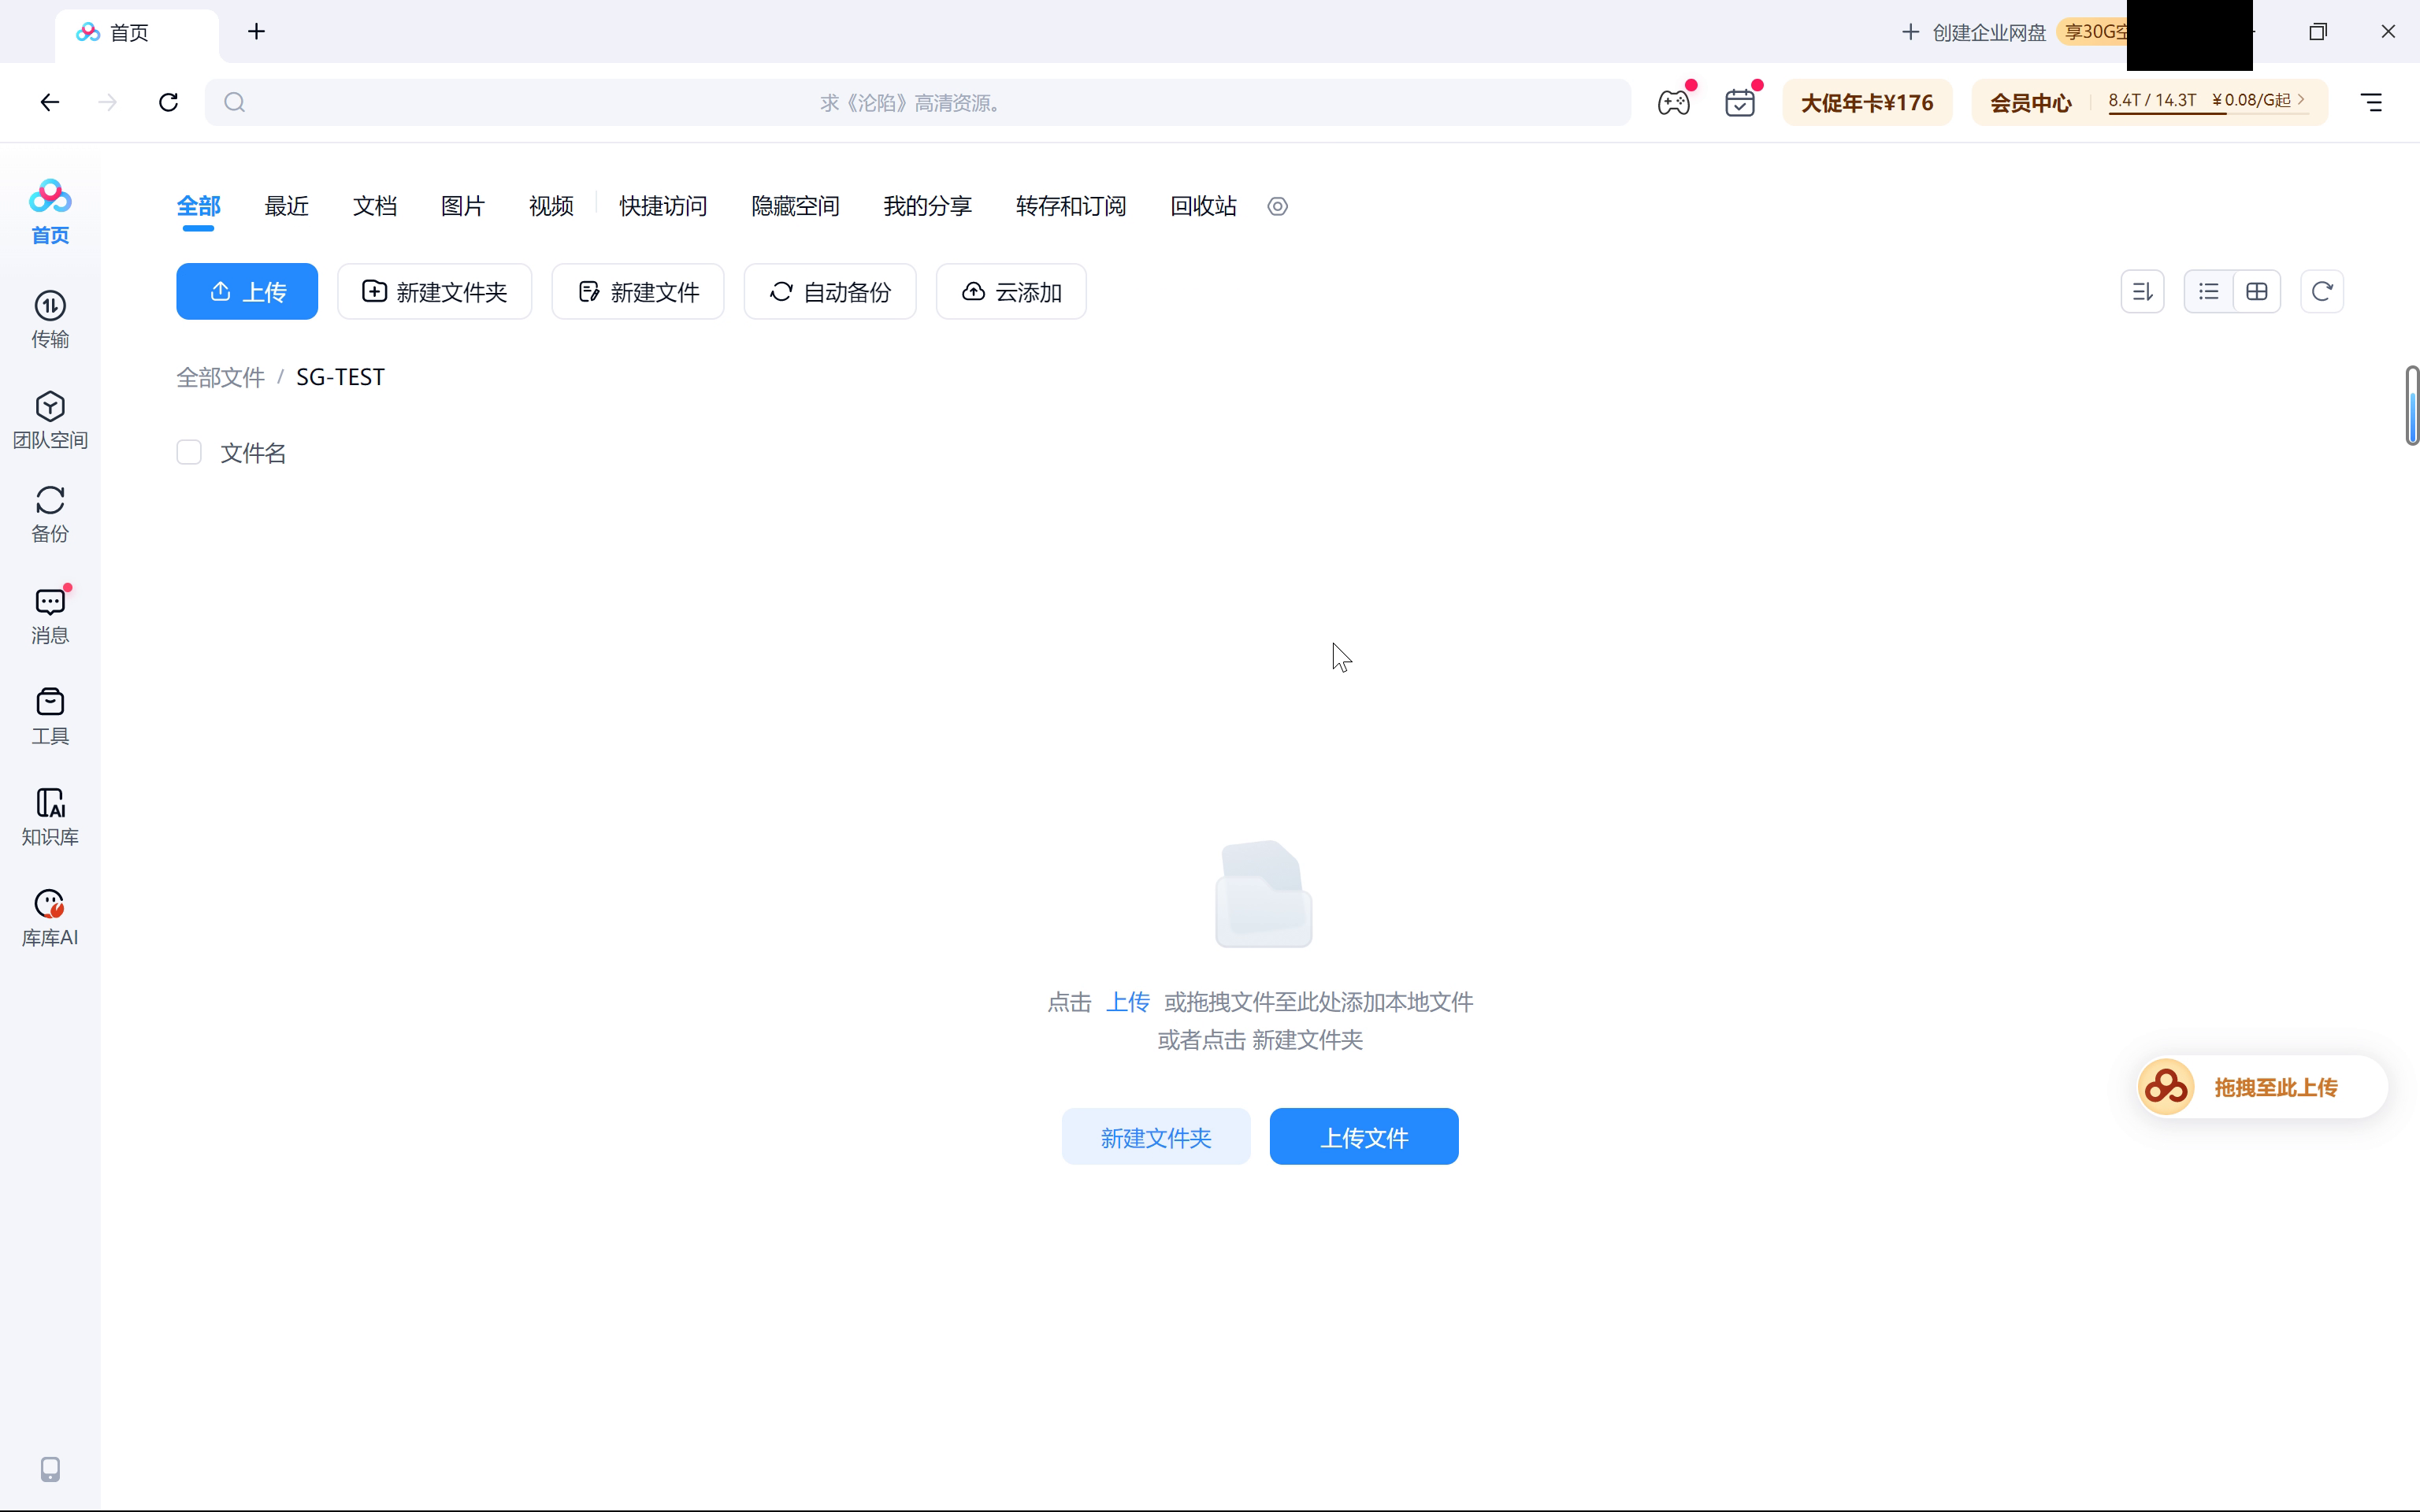 首页
创建企业网盘 享30G空
求《沦陷》高清资源。
大促年卡¥176
会员中心 8.4T / 14.3T ¥0.08/G起
首页
传输
团队空间
备份
消息
工具
知识库
库库AI
全部 最近 文档 图片 视频 快捷访问 隐藏空间 我的分享 转存和订阅 回收站
上传 新建文件夹 新建文件 自动备份 云添加
全部文件 / SG-TEST
文件名
点击 上传 或拖拽文件至此处添加本地文件
或者点击 新建文件夹
新建文件夹 上传文件
拖拽至此上传